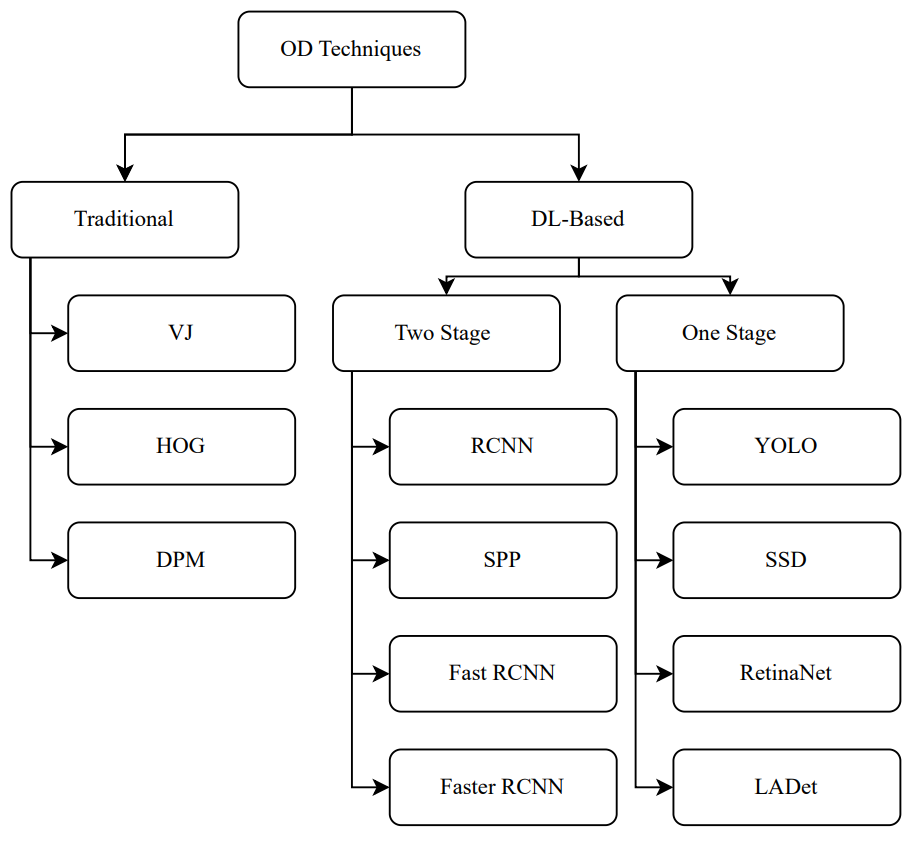 OD Techniques
Traditional
DL-Based
VJ
HOG
DPM
Two Stage
One Stage
RCNN
SPP
Fast RCNN
Faster RCNN
YOLO
SSD
RetinaNet
LADet